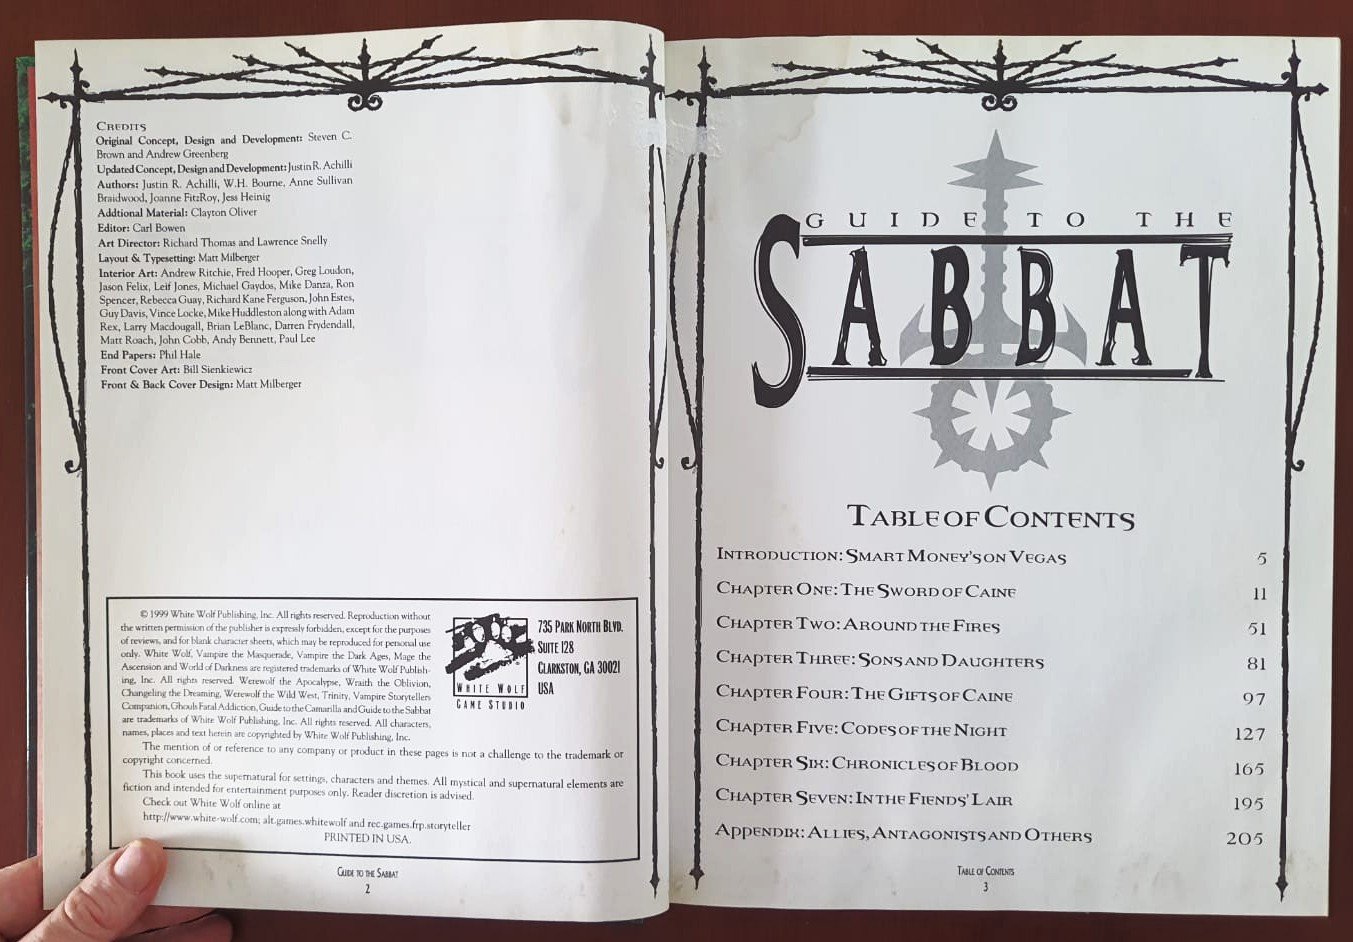 CREDITS
Original Concept, Design and Development: Steven C.
Brown and Andrew Greenberg
Updated Concept, Design and Development: Justin R. Achilli
Authors: Justin R. Achilli, W.H. Bourne, Anne Sullivan
Braidwood, Joanne FitzRoy, Jess Heinig
Addtional Material: Clayton Oliver
Editor: Carl Bowen
Art Director: Richard Thomas and Lawrence Snelly
Layout & Typesetting: Matt Milberger
Interior Art: Andrew Ritchie, Fred Hooper, Greg Loudon,
Jason Felix, Leif Jones, Michael Gaydos, Mike Danza, Ron
Spencer, Rebecca Guay, Richard Kane Ferguson, John Estes,
Guy Davis, Vince Locke, Mike Huddleston along with Adam
Rex, Larry Macdougall, Brian LeBlanc, Darren Frydendall,
Matt Roach, John Cobb, Andy Bennett, Paul Lee
End Papers: Phil Hale
Front Cover Art: Bill Sienkiewicz
Front & Back Cover Design: Matt Milberger
© 1999 White Wolf Publishing, Inc. All rights reserved. Reproduction without
the written permission of the publisher is expressly forbidden, except for the purposes
of reviews, and for blank character sheets, which may be reproduced for personal use
only. White Wolf, Vampire the Masquerade, Vampire the Dark Ages, Mage the
Ascension and World of Darkness are registered trademarks of White Wolf Publish-
ing, Inc. All rights reserved. Werewolf the Apocalypse, Wraith the Oblivion,
Changeling the Dreaming, Werewolf the Wild West, Trinity, Vampire Storytellers
Companion, Ghouls Fatal Addiction, Guide to the Camarilla and Guide to the Sabbat
are trademarks of White Wolf Publishing, Inc. All rights reserved. All characters,
names, places and text herein are copyrighted by White Wolf Publishing, Inc.
The mention of or reference to any company or product in these pages is not a challenge to the trademark or
copyright concerned.
This book uses the supernatural for settings, characters and themes. All mystical and supernatural elements are
fiction and intended for entertainment purposes only. Reader discretion is advised.
Check out White Wolf online at
http://www.white-wolf.com; alt.games.whitewolf and rec.games.frp.storyteller
PRINTED IN USA.
WHITE WOLF
GAME STUDIO
735 PARK NORTH BLVD.
SUITE 128
CLARKSTON, GA 30021
USA
GUIDE TO THE SABBAT
2
GUIDE TO THE
SABBAT
TABLE OF CONTENTS
INTRODUCTION: SMART MONEY'S ON VEGAS 5
CHAPTER ONE: THE SWORD OF CAINE 11
CHAPTER TWO: AROUND THE FIRES 51
CHAPTER THREE: SONS AND DAUGHTERS 81
CHAPTER FOUR: THE GIFTS OF CAINE 97
CHAPTER FIVE: CODES OF THE NIGHT 127
CHAPTER SIX: CHRONICLES OF BLOOD 165
CHAPTER SEVEN: IN THE FIENDS' LAIR 195
APPENDIX: ALLIES, ANTAGONISTS AND OTHERS 205
TABLE OF CONTENTS
3